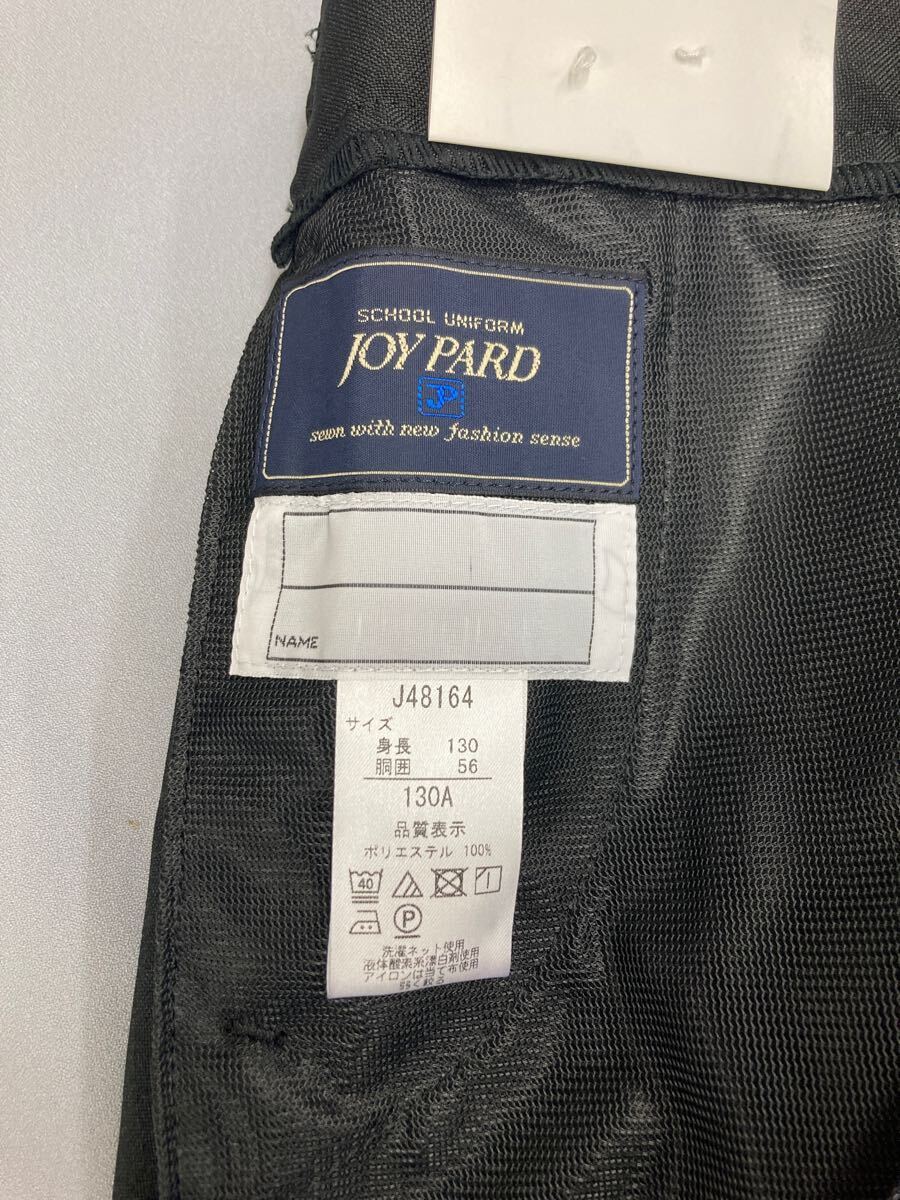 SCHOOL UNIFORM
JOY PARD
JP
sewn with new fashion sense
NAME
J48164
サイズ
身長 130
胴囲 56
130A
品質表示
ポリエステル 100%
40
P
洗濯ネット使用
液体酸素系漂白剤使用
アイロンは当て布使用
弱く絞る